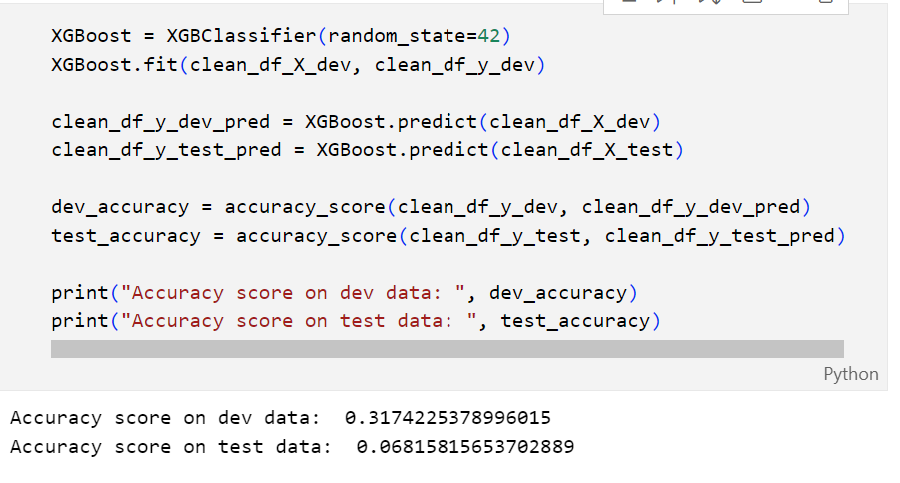 XGBoost = XGBClassifier(random_state=42)
XGBoost.fit(clean_df_X_dev, clean_df_y_dev)
clean_df_y_dev_pred = XGBoost.predict(clean_df_X_dev)
clean_df_y_test_pred = XGBoost.predict(clean_df_X_test)
dev_accuracy = accuracy_score(clean_df_y_dev, clean_df_y_dev_pred)
test_accuracy = accuracy_score(clean_df_y_test, clean_df_y_test_pred)
print("Accuracy score on dev data: ", dev_accuracy)
print("Accuracy score on test data: ", test_accuracy)
Python
Accuracy score on dev data:  0.3174225378996015
Accuracy score on test data:  0.06815815653702889